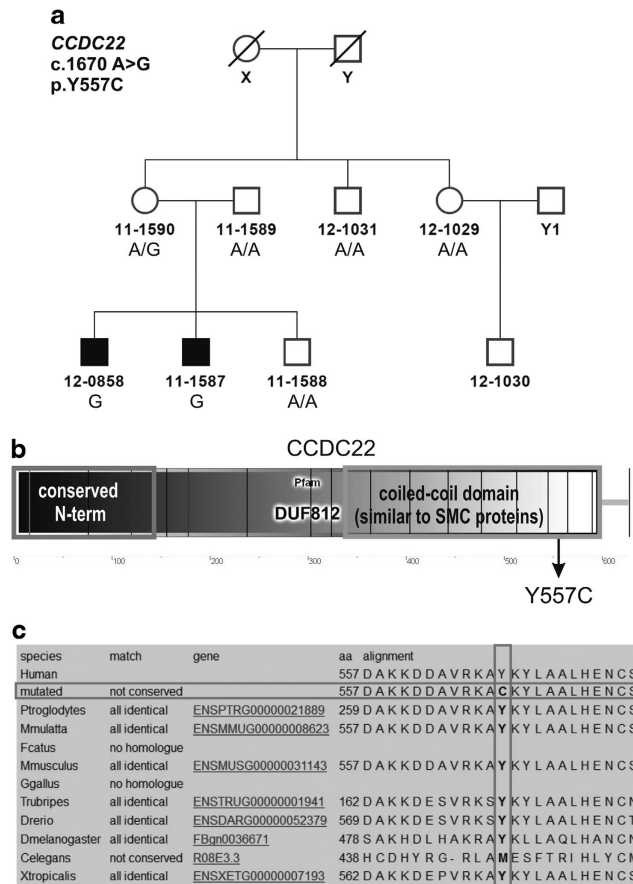 a
CCDC22
c.1670 A>G
p.Y557C
X Y
11-1590 11-1589 12-1031 12-1029 Y1
A/G A/A A/A A/A
12-0858 11-1587 11-1588 12-1030
G G A/A
b
CCDC22
conserved
N-term
Pfam
DUF812
coiled-coil domain
(similar to SMC proteins)
0 100 200 300 400 500 600
Y557C
c
species match gene aa alignment
Human 557 D A K K D D A V R K A Y K Y L A A L H E N C S
mutated not conserved 557 D A K K D D A V R K A C K Y L A A L H E N C S
Ptroglodytes all identical ENSPTRG00000021889 259 D A K K D D A V R K A Y K Y L A A L H E N C S
Mmulatta all identical ENSMMUG00000008623 557 D A K K D D A V R K A Y K Y L A A L H E N C S
Fcatus no homologue
Mmusculus all identical ENSMUSG00000031143 557 D A K K D D A V R K A Y K Y L A A L H E N C S
Ggallus no homologue
Trubripes all identical ENSTRUG00000001941 162 D A K K D E S V R K S Y K Y L A A L H E N C N
Drerio all identical ENSDARG00000052379 569 D A K K D E S V R K S Y K Y L A A L H E N C T
Dmelanogaster all identical FBgn0036671 478 S A K H D L H A K R A Y K L L A Q L H A N C N
Celegans not conserved R08E3.3 438 H C D H Y R G - R L A M E S F T R I H L Y C M
Xtropicalis all identical ENSXETG00000007193 562 D A K K D E P V R K A Y K Y L A A L H E N C S